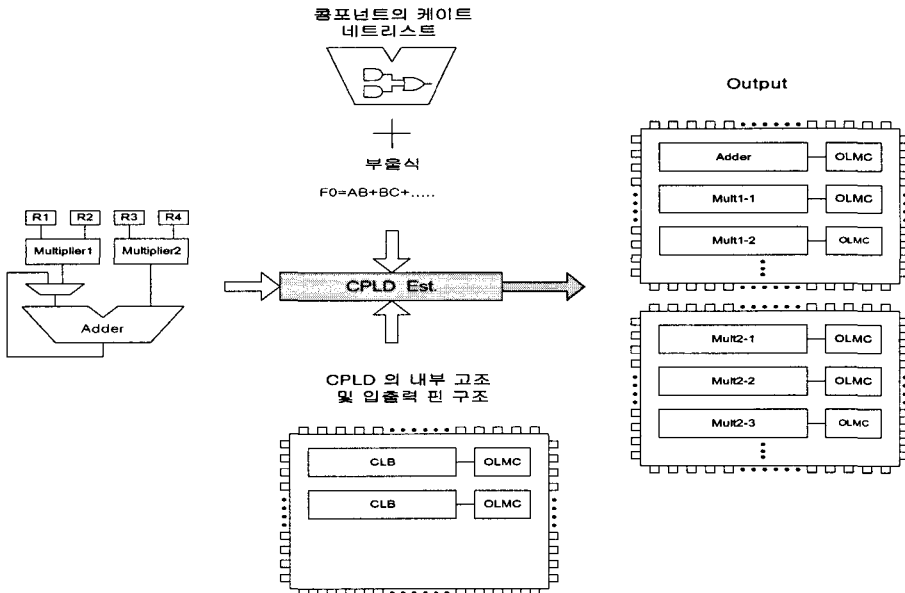 콤포넌트의 케이트
네트리스트
부울식
F0=AB+BC+.....
R1 R2 R3 R4
Multiplier1 Multiplier2
Adder
CPLD Est.
CPLD 의 내부 고조
및 입출력 핀 구조
CLB OLMC
CLB OLMC
Output
Adder OLMC
Mult1-1 OLMC
Mult1-2 OLMC
Mult2-1 OLMC
Mult2-2 OLMC
Mult2-3 OLMC